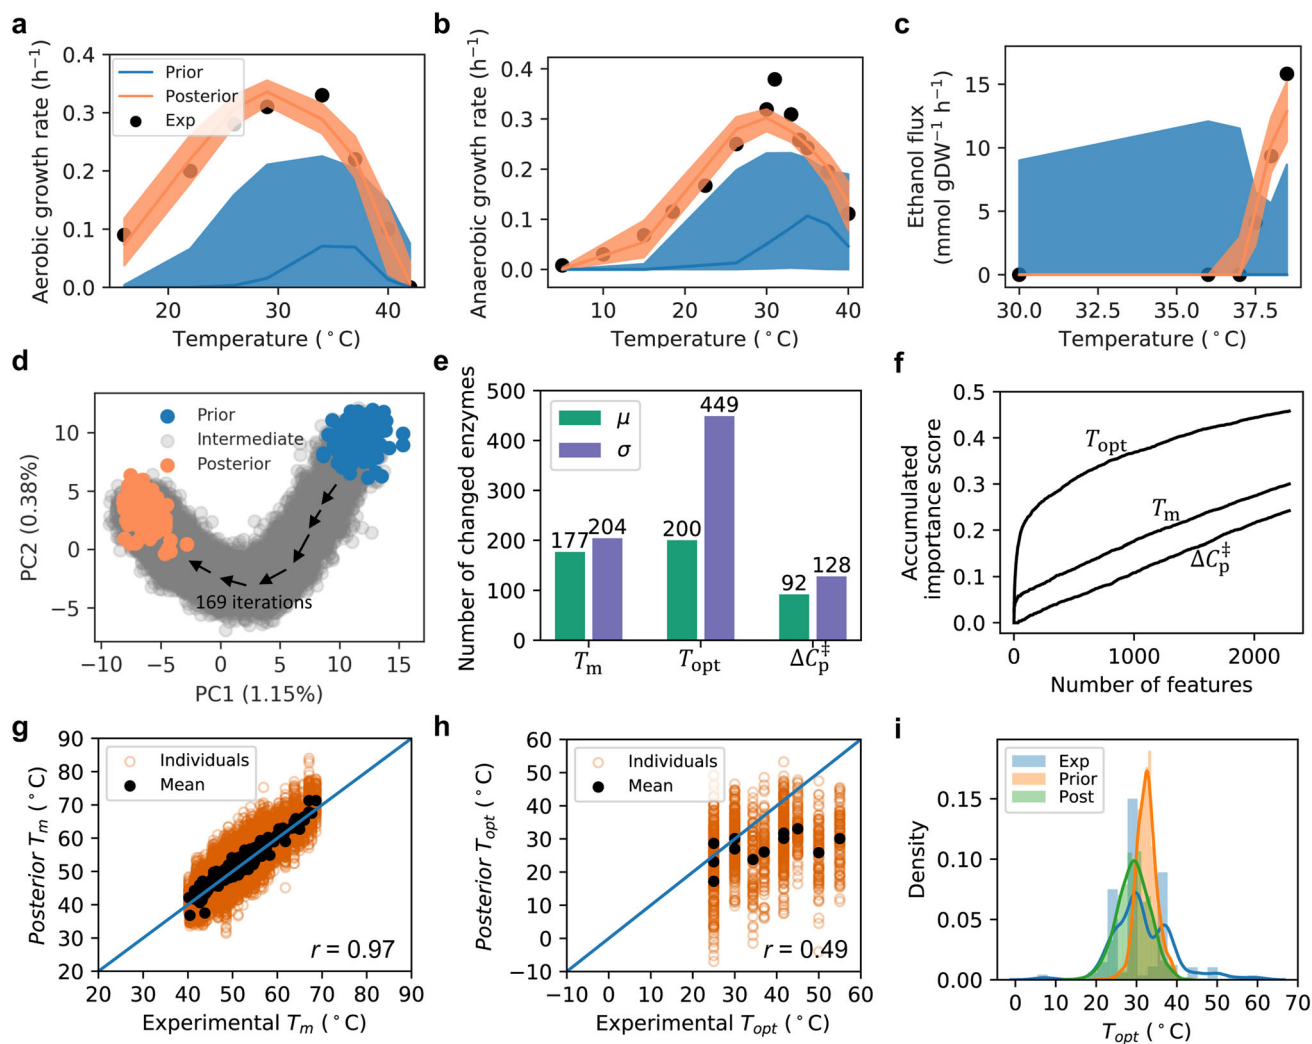 a
Aerobic growth rate (h⁻¹)
0.4
0.3
0.2
0.1
0.0
Prior
Posterior
Exp
20
30
40
Temperature (°C)
b
Anaerobic growth rate (h⁻¹)
0.4
0.3
0.2
0.1
0.0
10
20
30
40
Temperature (°C)
c
Ethanol flux
(mmol gDW⁻¹ h⁻¹)
15
10
5
0
30.0
32.5
35.0
37.5
Temperature (°C)
d
PC2 (0.38%)
10
5
0
−5
Prior
Intermediate
Posterior
169 iterations
−10
−5
0
5
10
15
PC1 (1.15%)
e
Number of changed enzymes
500
400
300
200
100
0
μ
σ
177
204
200
449
92
128
Tm
Topt
ΔCp‡
f
Accumulated
importance score
0.5
0.4
0.3
0.2
0.1
0.0
Topt
Tm
ΔCp‡
0
1000
2000
Number of features
g
Posterior Tm (°C)
90
80
70
60
50
40
30
20
Individuals
Mean
r = 0.97
20
30
40
50
60
70
80
90
Experimental Tm (°C)
h
Posterior Topt (°C)
60
50
40
30
20
10
0
−10
Individuals
Mean
r = 0.49
−10
0
10
20
30
40
50
60
Experimental Topt (°C)
i
Density
0.15
0.10
0.05
0.00
Exp
Prior
Post
0
10
20
30
40
50
60
70
Topt (°C)